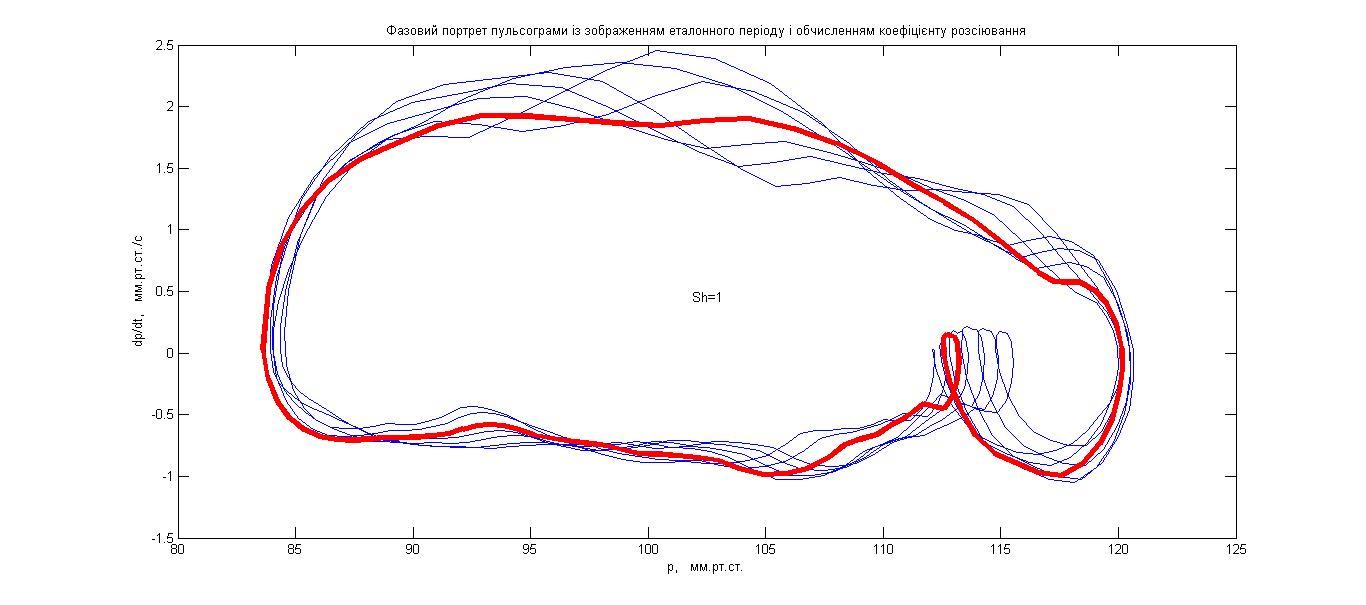 Фазовий портрет пульсограми із зображенням еталонного періоду і обчисленням коефіцієнту розсіювання
2.5
2
1.5
1
0.5
0
-0.5
-1
-1.5
dp/dt, мм.рт.ст./с
Sh=1
80 85 90 95 100 105 110 115 120 125
p, мм.рт.ст.